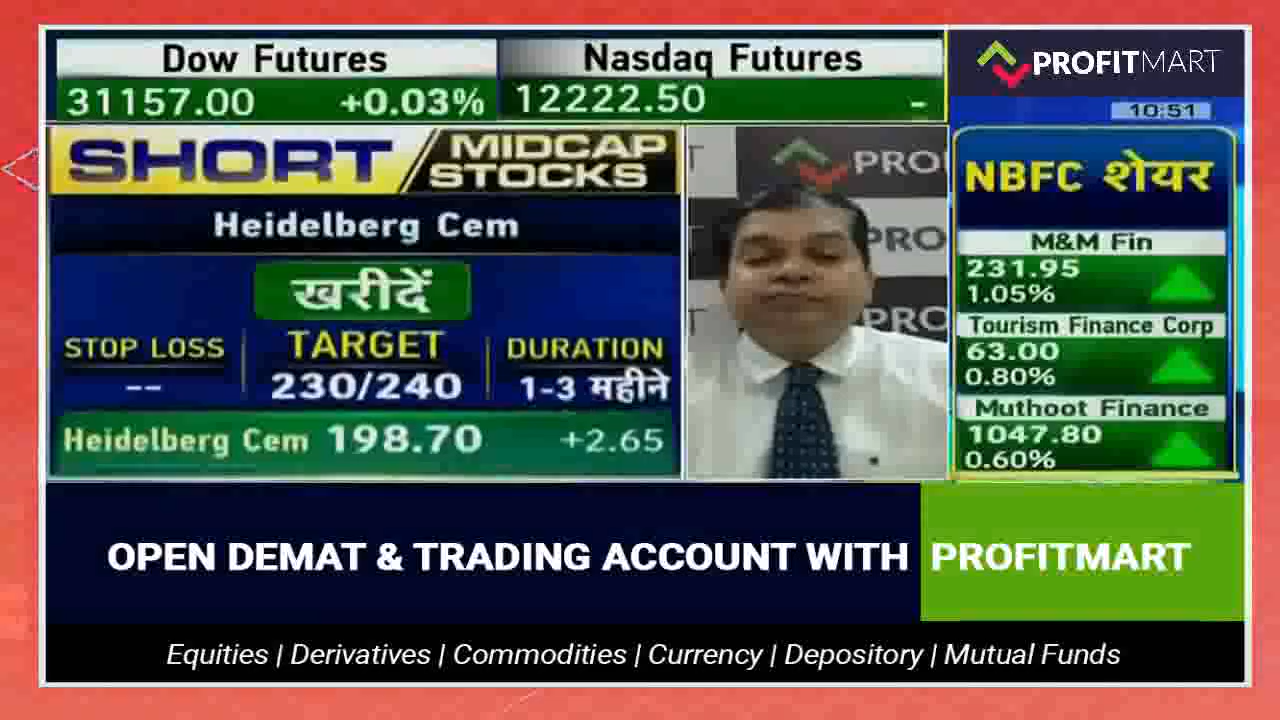 Dow Futures
31157.00 +0.03%
Nasdaq Futures
12222.50 -
PROFITMART
10:51
SHORT
MIDCAP
STOCKS
Heidelberg Cem
खरीदें
STOP LOSS
--
TARGET
230/240
DURATION
1-3 महीने
Heidelberg Cem 198.70 +2.65
PRO
PRO
PRO
NBFC शेयर
M&M Fin
231.95
1.05%
Tourism Finance Corp
63.00
0.80%
Muthoot Finance
1047.80
0.60%
OPEN DEMAT & TRADING ACCOUNT WITH PROFITMART
Equities | Derivatives | Commodities | Currency | Depository | Mutual Funds